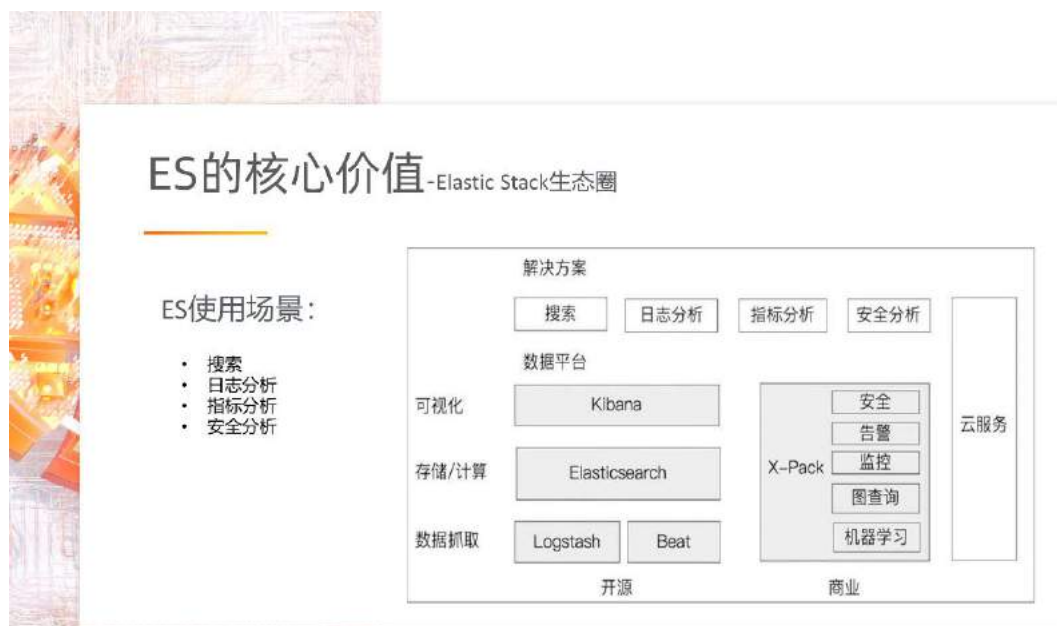 ES的核心价值-Elastic Stack生态圈
ES使用场景：
• 搜索
• 日志分析
• 指标分析
• 安全分析
解决方案
搜索 日志分析 指标分析 安全分析
数据平台
可视化 Kibana
存储/计算 Elasticsearch
数据抓取 Logstash Beat
X-Pack
安全
告警
监控
图查询
机器学习
云服务
开源 商业